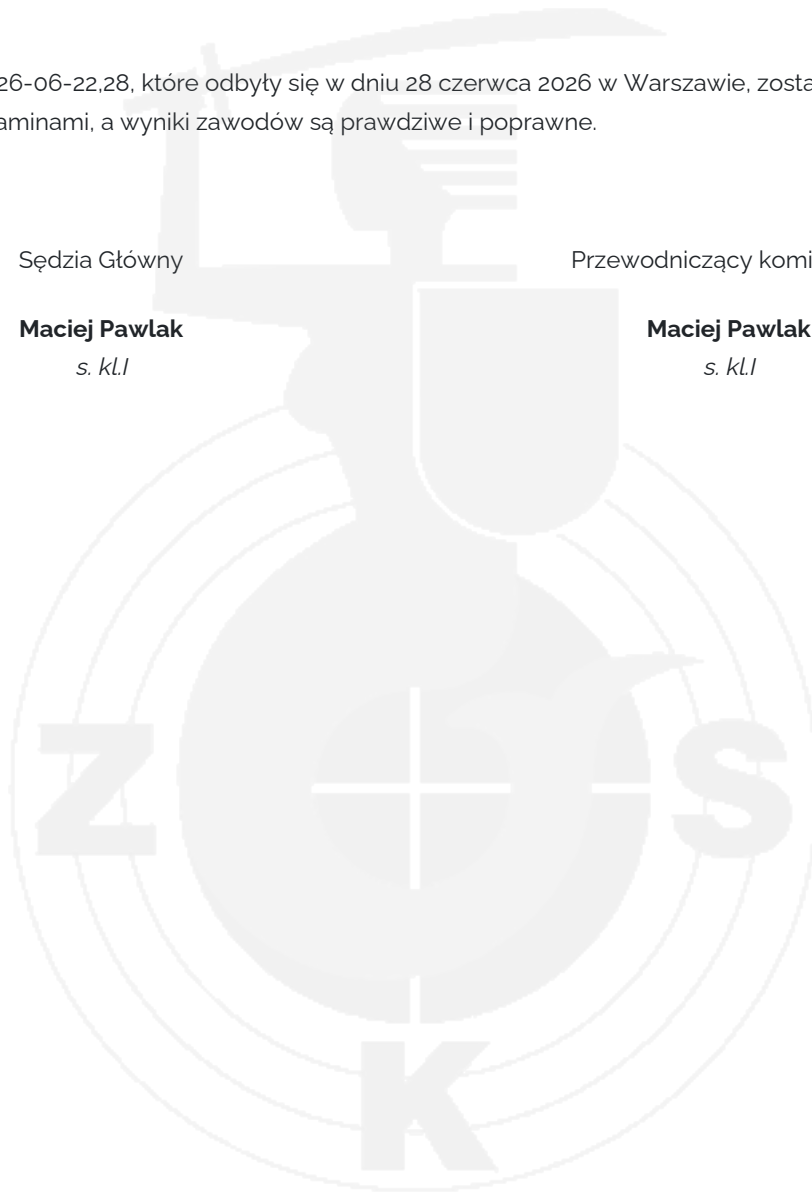 26-06-22,28, które odbyły się w dniu 28 czerwca 2026 w Warszawie, zosta
aminami, a wyniki zawodów są prawdziwe i poprawne.
Sędzia Główny
Przewodniczący komi
Maciej Pawlak
Maciej Pawlak
s. kl.I
s. kl.I
Z S
K